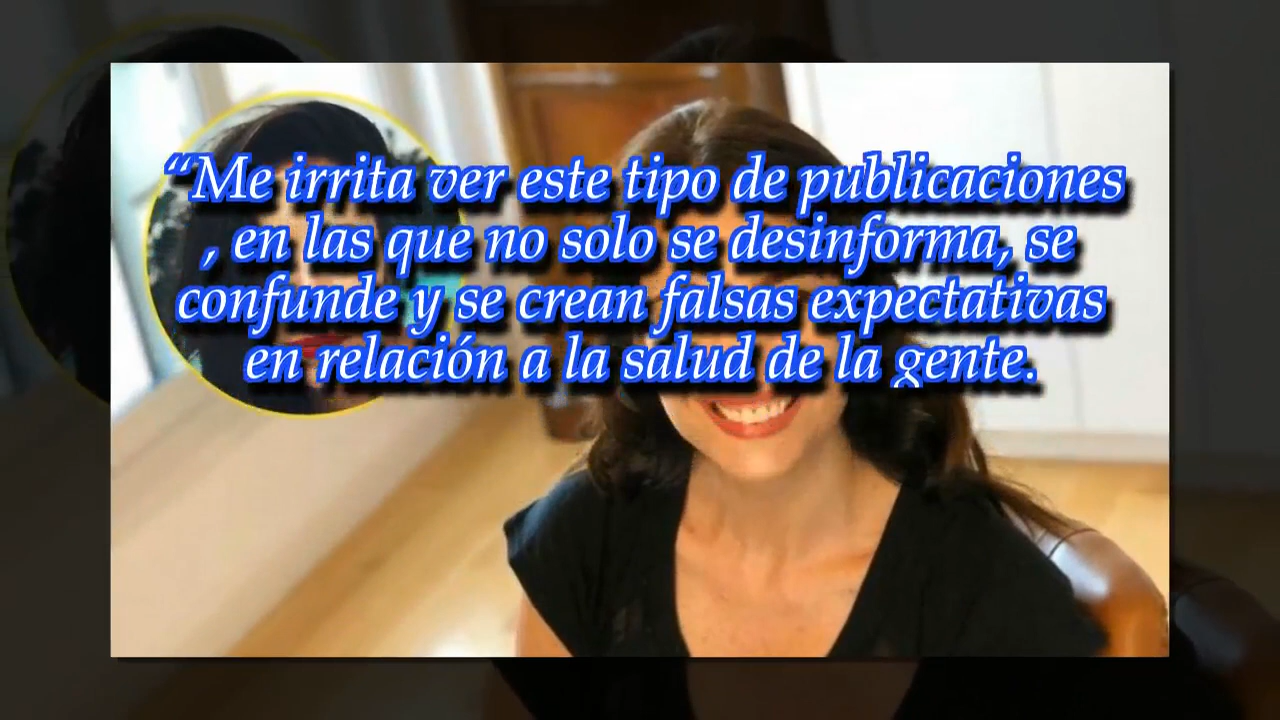 “Me irrita ver este tipo de publicaciones
, en las que no solo se desinforma, se
confunde y se crean falsas expectativas
en relación a la salud de la gente.